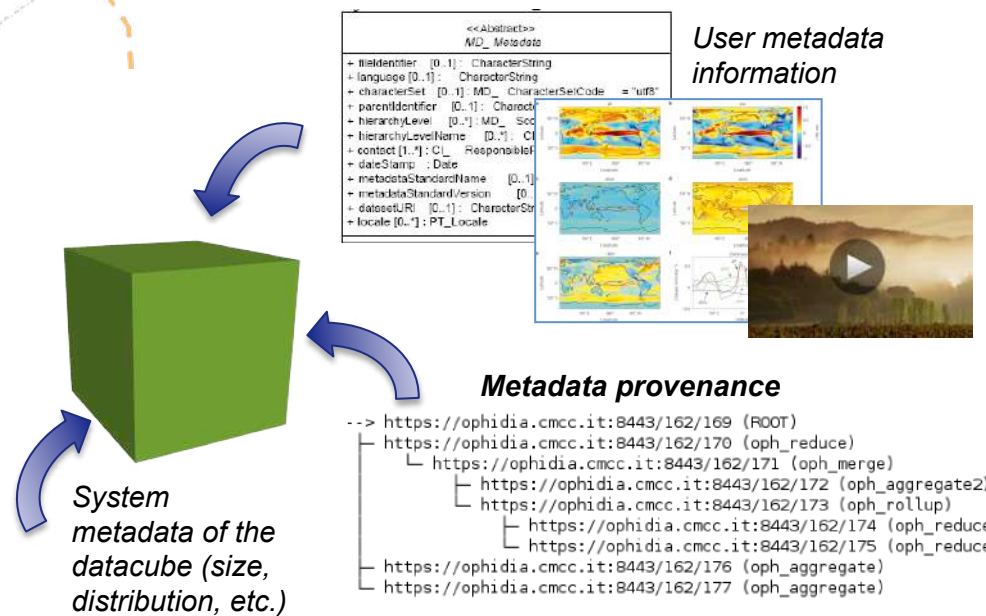 <<Abstract>>
MD_ Metadata
+ fileIdentifier [0..1] : CharacterString
+ language [0..1] : CharacterString
+ characterSet [0..1] : MD_ CharacterSetCode = "utf8"
+ parentIdentifier [0..1] : Charact
+ hierarchyLevel [0..*] : MD_ Sco
+ hierarchyLevelName [0..*] : C
+ contact [1..*] : CI_ ResponsibleP
+ dateStamp : Date
+ metadataStandardName [0..1]
+ metadataStandardVersion [0
+ datasetURI [0..1] : CharacterStr
+ locale [0..*] : PT_Locale
User metadata
information
Metadata provenance
--> https://ophidia.cmcc.it:8443/162/169 (ROOT)
https://ophidia.cmcc.it:8443/162/170 (oph_reduce)
https://ophidia.cmcc.it:8443/162/171 (oph_merge)
https://ophidia.cmcc.it:8443/162/172 (oph_aggregate2)
https://ophidia.cmcc.it:8443/162/173 (oph_rollup)
https://ophidia.cmcc.it:8443/162/174 (oph_reduce
https://ophidia.cmcc.it:8443/162/175 (oph_reduce
https://ophidia.cmcc.it:8443/162/176 (oph_aggregate)
https://ophidia.cmcc.it:8443/162/177 (oph_aggregate)
System
metadata of the
datacube (size,
distribution, etc.)